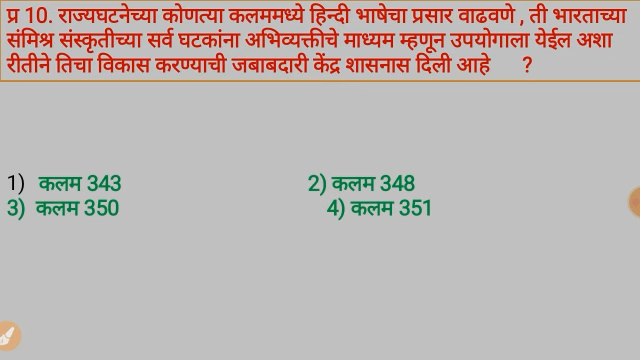 प्र 10. राज्यघटनेच्या कोणत्या कलममध्ये हिन्दी भाषेचा प्रसार वाढवणे , ती भारताच्या
संमिश्र संस्कृतीच्या सर्व घटकांना अभिव्यक्तीचे माध्यम म्हणून उपयोगाला येईल अशा
रीतीने तिचा विकास करण्याची जबाबदारी केंद्र शासनास दिली आहे ?
1) कलम 343 2) कलम 348
3) कलम 350 4) कलम 351